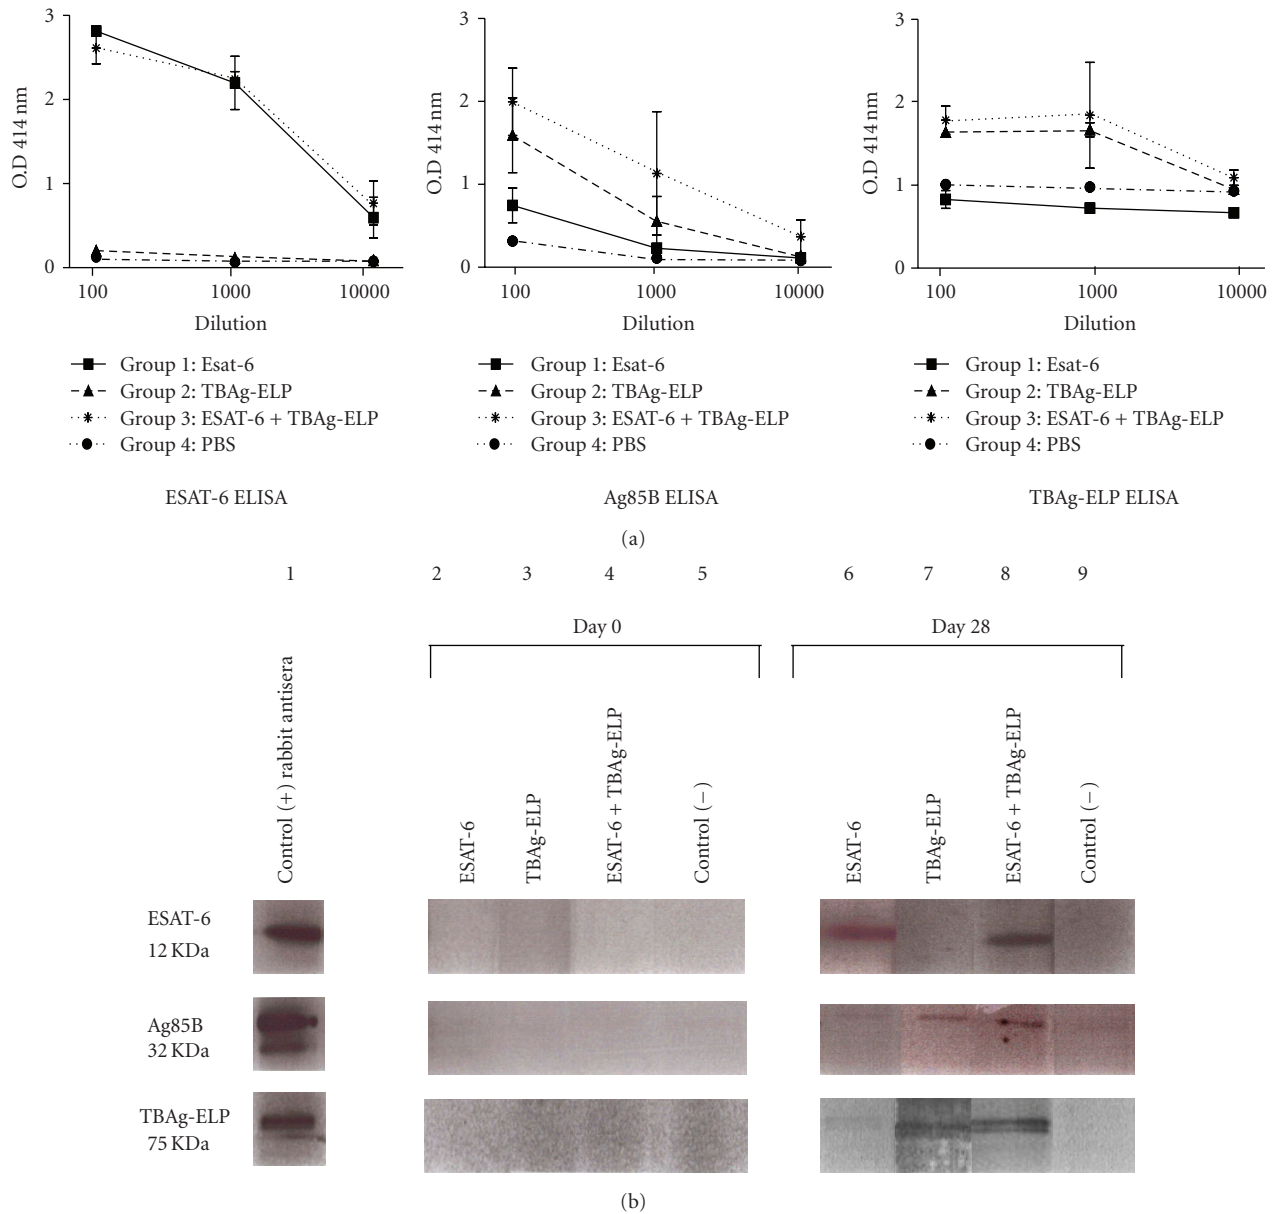 3
2
1
0
O.D 414 nm
100
1000
10000
Dilution
Group 1: Esat-6
Group 2: TBAg-ELP
Group 3: ESAT-6 + TBAg-ELP
Group 4: PBS
ESAT-6 ELISA
3
2
1
0
O.D 414 nm
100
1000
10000
Dilution
Group 1: Esat-6
Group 2: TBAg-ELP
Group 3: ESAT-6 + TBAg-ELP
Group 4: PBS
Ag85B ELISA
3
2
1
0
O.D 414 nm
100
1000
10000
Dilution
Group 1: Esat-6
Group 2: TBAg-ELP
Group 3: ESAT-6 + TBAg-ELP
Group 4: PBS
TBAg-ELP ELISA
(a)
1 2 3 4 5 6 7 8 9
Day 0
Day 28
Control (+) rabbit antisera
ESAT-6
TBAg-ELP
ESAT-6 + TBAg-ELP
Control (−)
ESAT-6
TBAg-ELP
ESAT-6 + TBAg-ELP
Control (−)
ESAT-6
12 KDa
Ag85B
32 KDa
TBAg-ELP
75 KDa
(b)